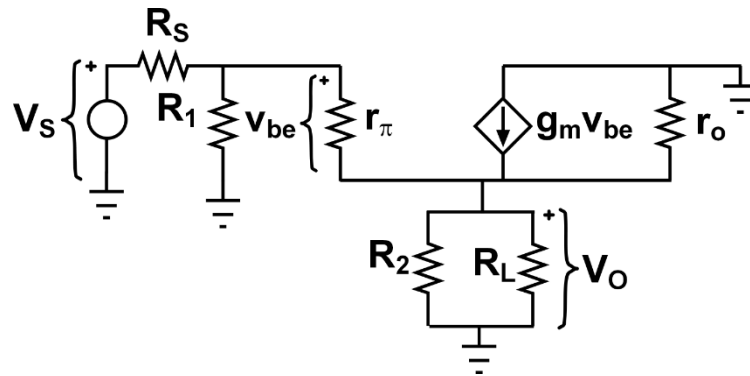 R_S
+
V_S
R_1
v_be
+
r_π
g_m v_be
r_o
R_2
R_L
+
V_O